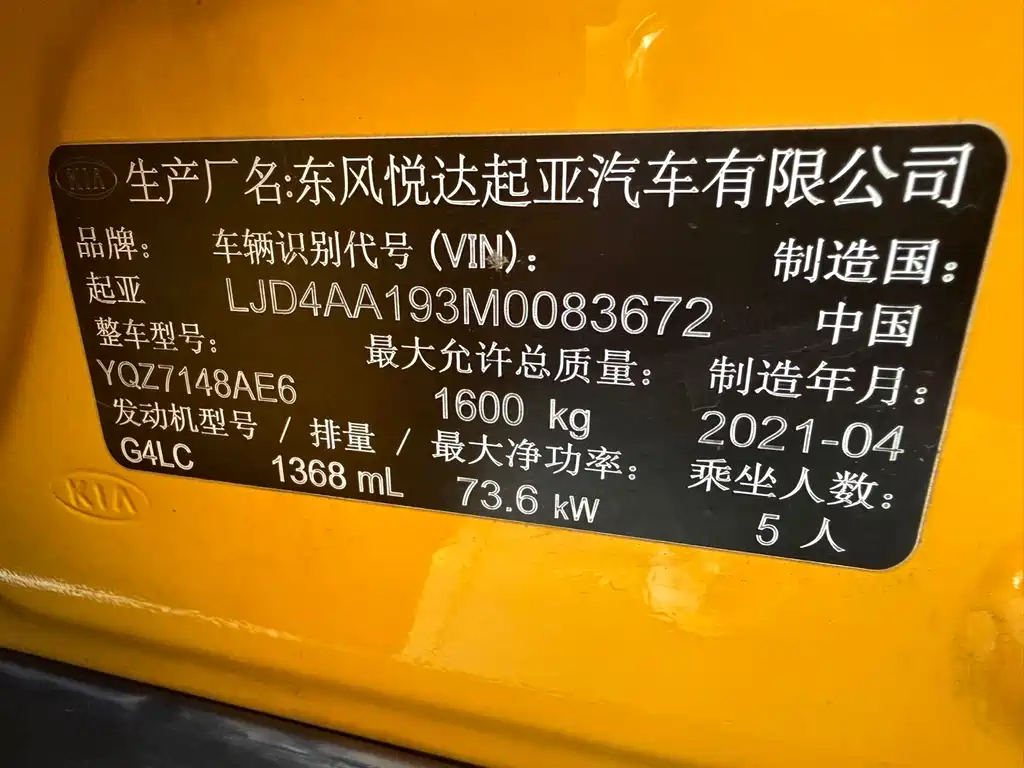 KIA 生产厂名:东风悦达起亚汽车有限公司
品牌: 车辆识别代号 (VIN): 制造国:
起亚 LJD4AA193M0083672 中国
整车型号: 最大允许总质量: 制造年月:
YQZ7148AE6 1600 kg 2021-04
发动机型号 / 排量 / 最大净功率: 乘坐人数:
G4LC 1368 mL 73.6 kW 5 人
KIA